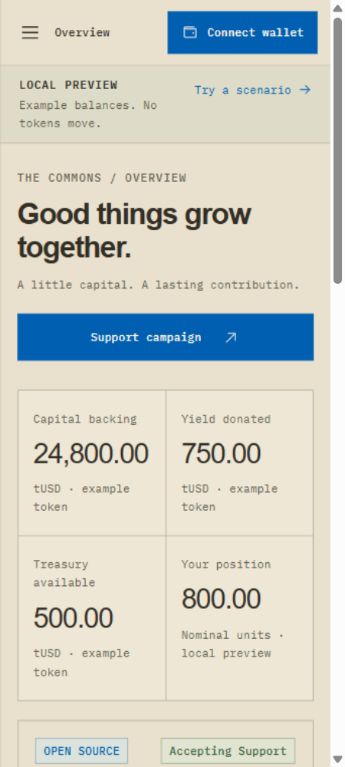 Overview
Connect wallet
LOCAL PREVIEW
Try a scenario →
Example balances. No
tokens move.
THE COMMONS / OVERVIEW
Good things grow
together.
A little capital. A lasting contribution.
Support campaign ↗
Capital backing
24,800.00
tUSD · example
token
Yield donated
750.00
tUSD · example
token
Treasury
available
500.00
tUSD · example
token
Your position
800.00
Nominal units ·
local preview
OPEN SOURCE
Accepting Support